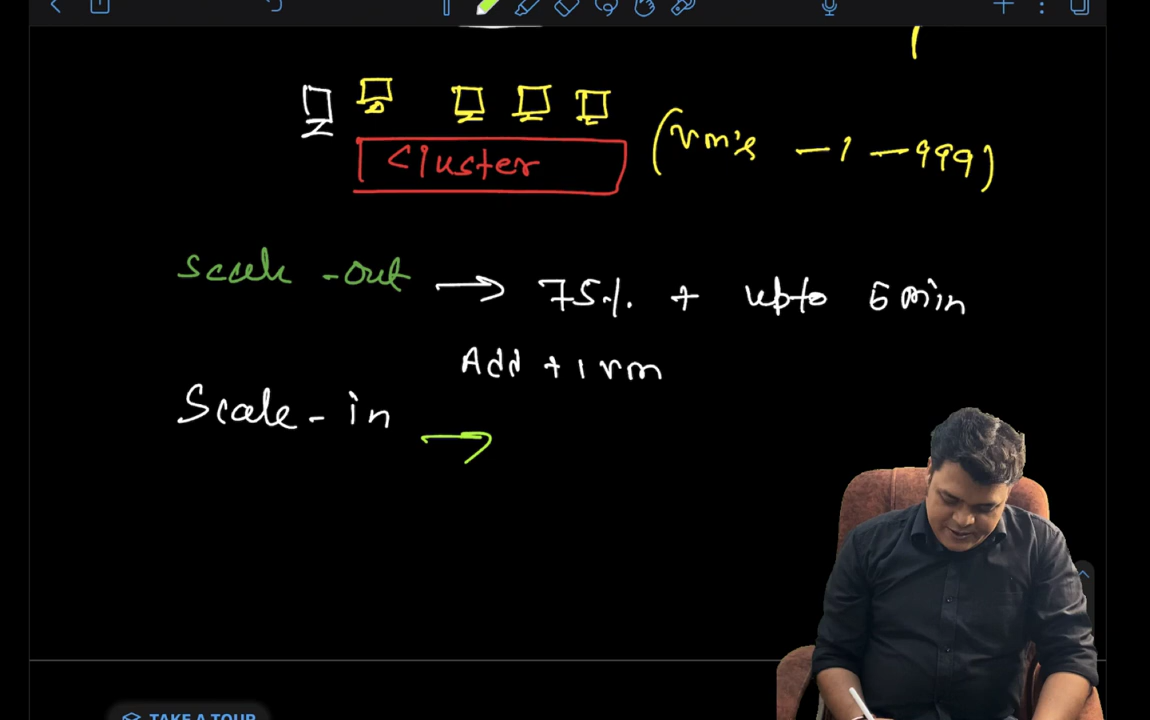 Cluster (vm's - 1 - 999)
Scale - out → 75% + upto 5 min
Add + 1 vm
Scale - in →
TAKE A TOUR